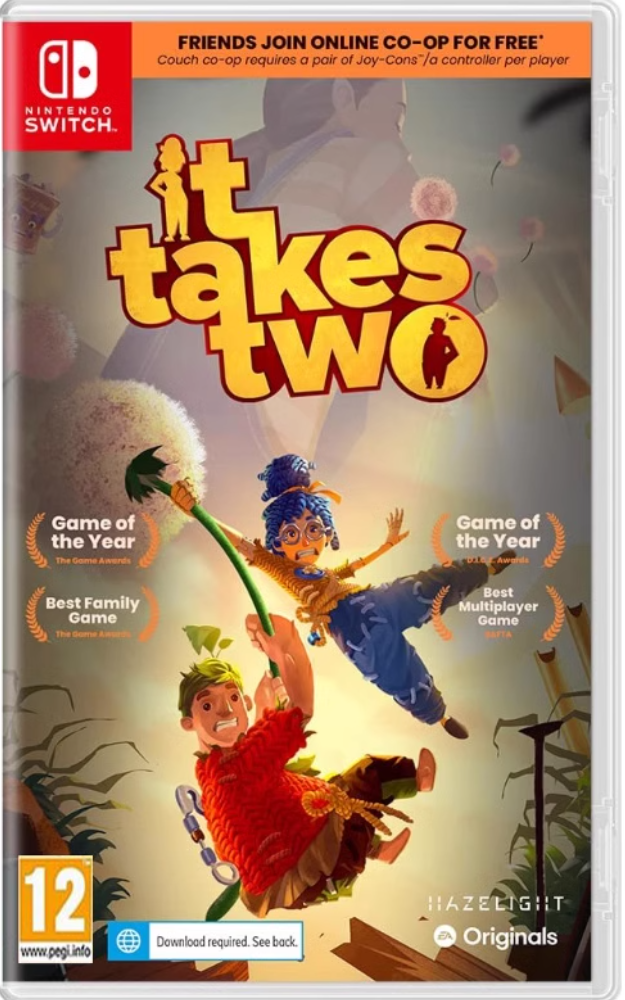 FRIENDS JOIN ONLINE CO-OP FOR FREE*
Couch co-op requires a pair of Joy-Cons™/a controller per player
NINTENDO
SWITCH™
it
takes
two
Game of
the Year
The Game Awards
Game of
the Year
D.I.C.E. Awards
Best Family
Game
The Game Awards
Best
Multiplayer
Game
BAFTA
12
www.pegi.info
Download required. See back.
HAZELIGHT
EA Originals